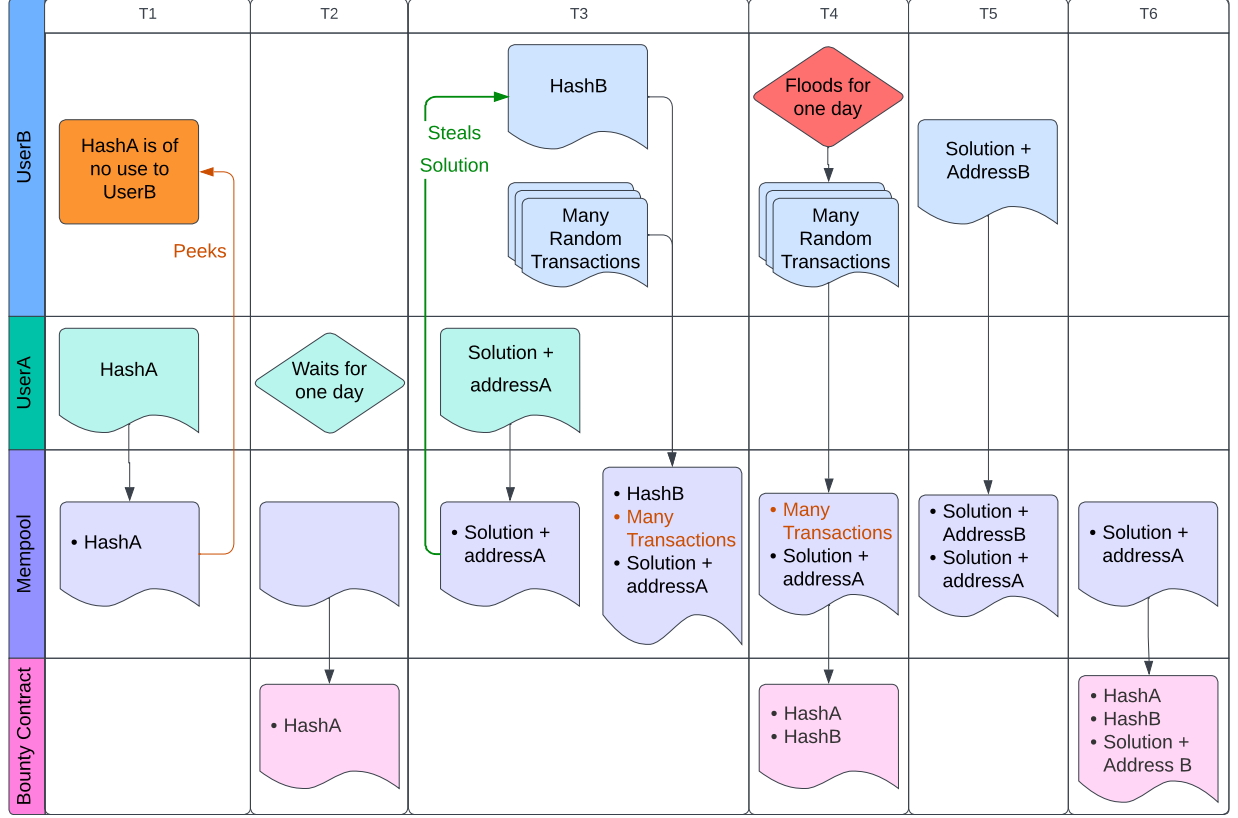 T1
T2
T3
T4
T5
T6
UserB
HashA is of
no use to
UserB
Peeks
Steals
Solution
HashB
Many
Random
Transactions
Floods for
one day
Many
Random
Transactions
Solution +
AddressB
UserA
HashA
Waits for
one day
Solution +
addressA
Mempool
• HashA
• Solution +
addressA
• HashB
• Many
Transactions
• Solution +
addressA
• Many
Transactions
• Solution +
addressA
• Solution +
AddressB
• Solution +
addressA
• Solution +
addressA
Bounty Contract
• HashA
• HashA
• HashB
• HashA
• HashB
• Solution +
Address B